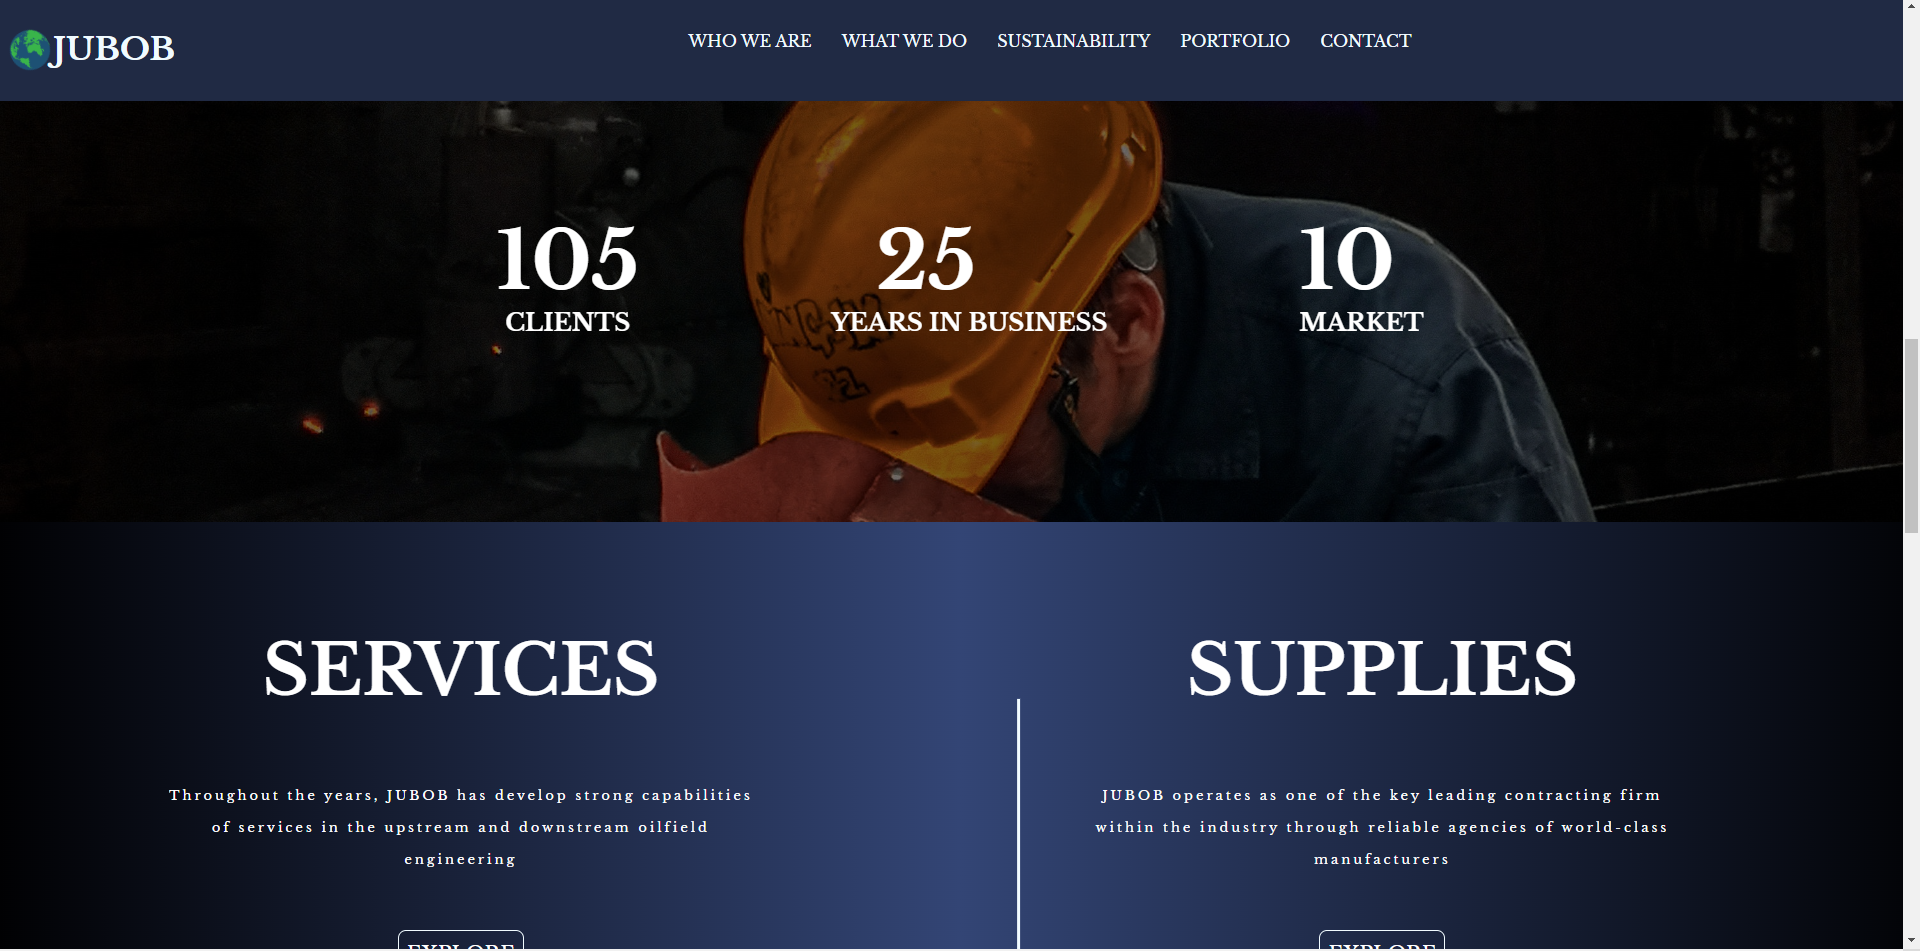 JUBOB
WHO WE ARE WHAT WE DO SUSTAINABILITY PORTFOLIO CONTACT
105 25 10
CLIENTS YEARS IN BUSINESS MARKET
SERVICES
Throughout the years, JUBOB has develop strong capabilities
of services in the upstream and downstream oilfield
engineering
EXPLORE
SUPPLIES
JUBOB operates as one of the key leading contracting firm
within the industry through reliable agencies of world-class
manufacturers
EXPLORE